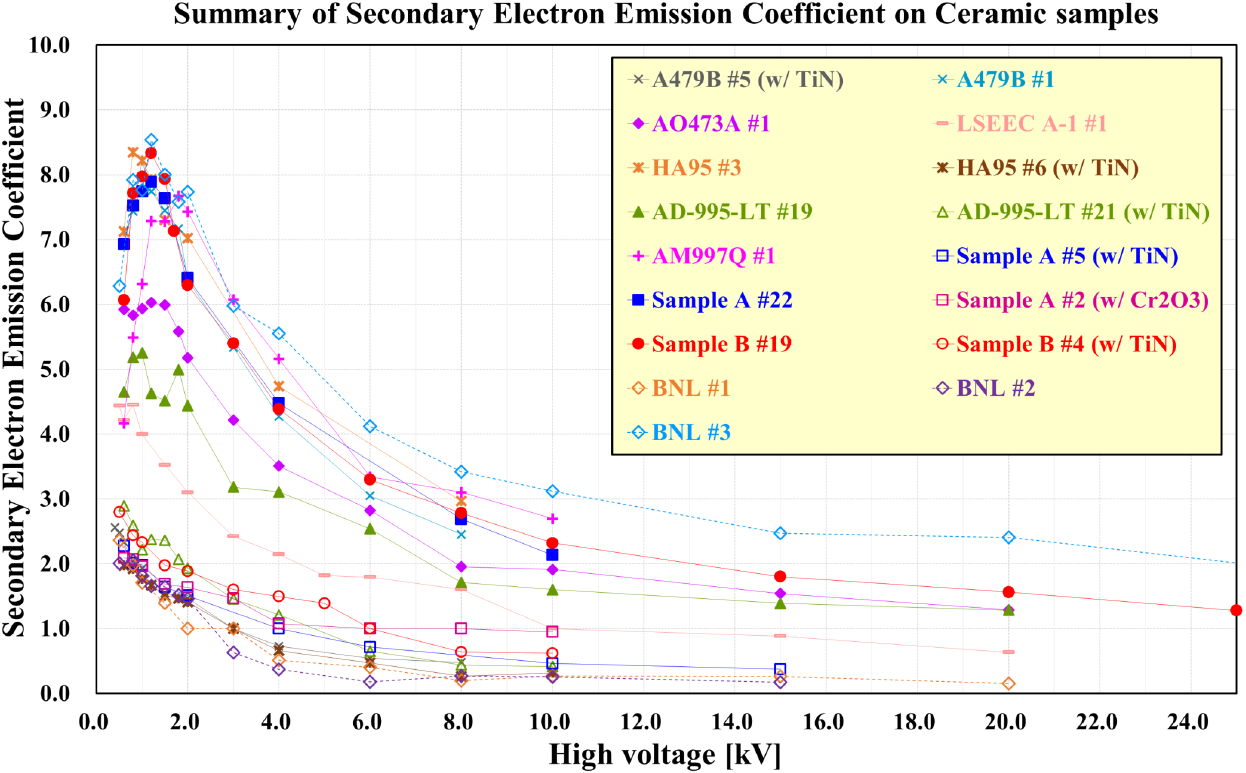 Summary of Secondary Electron Emission Coefficient on Ceramic samples
Secondary Electron Emission Coefficient
10.0
9.0
8.0
7.0
6.0
5.0
4.0
3.0
2.0
1.0
0.0
A479B #5 (w/ TiN) A479B #1
AO473A #1 LSEEC A-1 #1
HA95 #3 HA95 #6 (w/ TiN)
AD-995-LT #19 AD-995-LT #21 (w/ TiN)
AM997Q #1 Sample A #5 (w/ TiN)
Sample A #22 Sample A #2 (w/ Cr2O3)
Sample B #19 Sample B #4 (w/ TiN)
BNL #1 BNL #2
BNL #3
0.0 2.0 4.0 6.0 8.0 10.0 12.0 14.0 16.0 18.0 20.0 22.0 24.0
High voltage [kV]